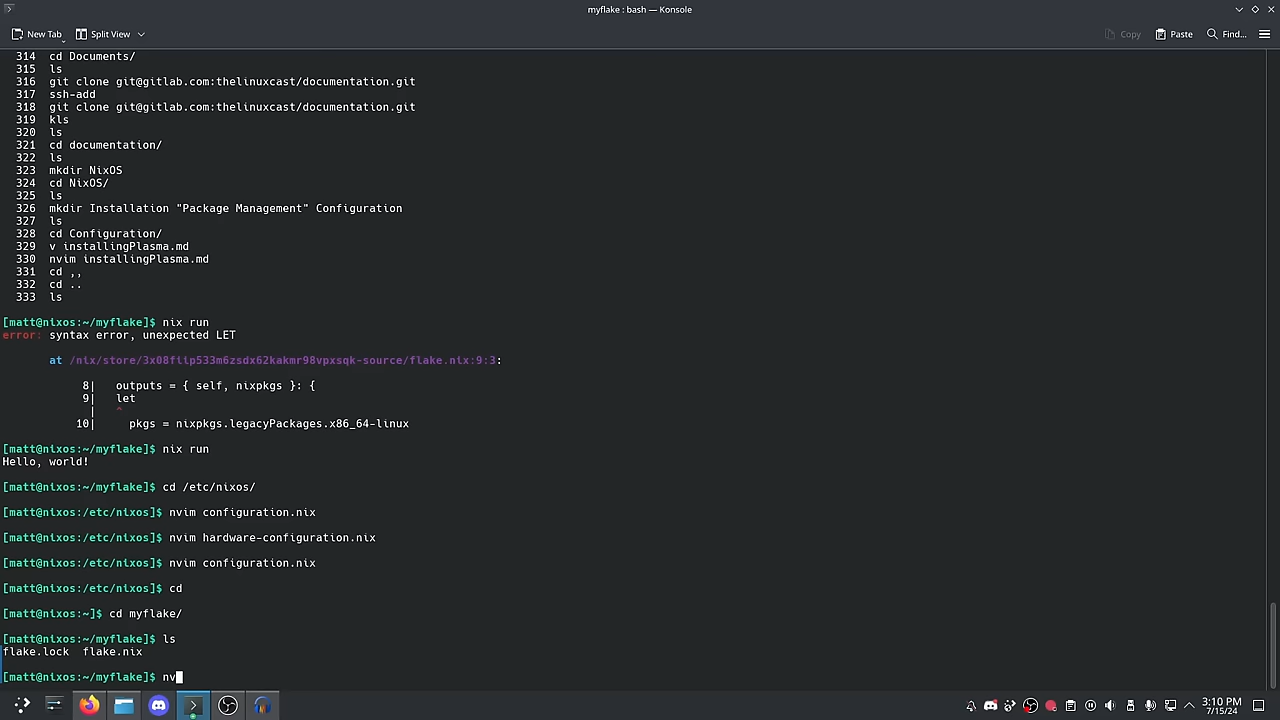 myflake : bash — Konsole
New Tab
Split View
Copy
Paste
Find...
314 cd Documents/
315 ls
316 git clone git@gitlab.com:thelinuxcast/documentation.git
317 ssh-add
318 git clone git@gitlab.com:thelinuxcast/documentation.git
319 kls
320 ls
321 cd documentation/
322 ls
323 mkdir NixOS
324 cd NixOS/
325 ls
326 mkdir Installation "Package Management" Configuration
327 ls
328 cd Configuration/
329 v installingPlasma.md
330 nvim installingPlasma.md
331 cd ,,
332 cd ..
333 ls
[matt@nixos:~/myflake]$ nix run
error: syntax error, unexpected LET
at /nix/store/3x08fiip533m6zsdx62kakmr98vpxsqk-source/flake.nix:9:3:
8| outputs = { self, nixpkgs }: {
9| let
| ^
10| pkgs = nixpkgs.legacyPackages.x86_64-linux
[matt@nixos:~/myflake]$ nix run
Hello, world!
[matt@nixos:~/myflake]$ cd /etc/nixos/
[matt@nixos:/etc/nixos]$ nvim configuration.nix
[matt@nixos:/etc/nixos]$ nvim hardware-configuration.nix
[matt@nixos:/etc/nixos]$ nvim configuration.nix
[matt@nixos:/etc/nixos]$ cd
[matt@nixos:~]$ cd myflake/
[matt@nixos:~/myflake]$ ls
flake.lock flake.nix
[matt@nixos:~/myflake]$ nv
3:10 PM
7/15/24